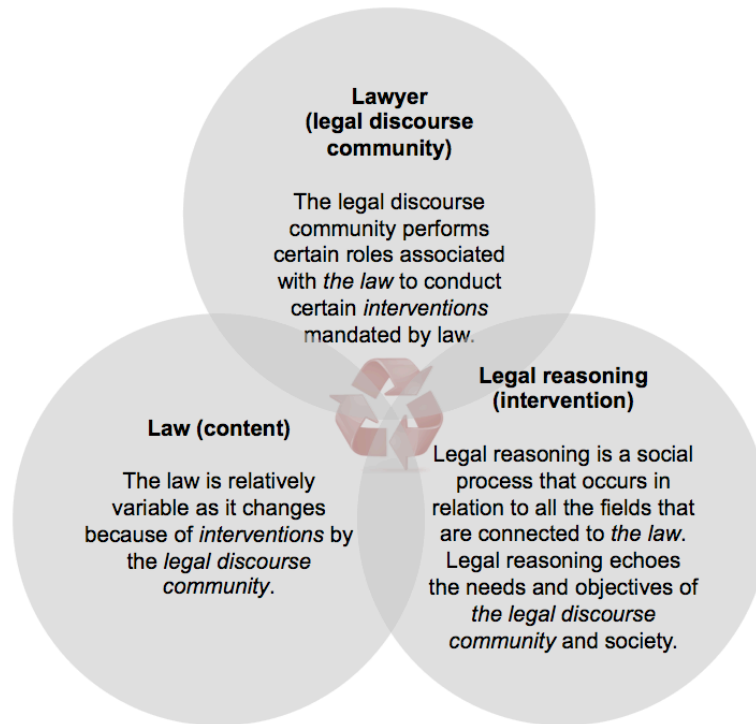 Lawyer
(legal discourse
community)
The legal discourse
community performs
certain roles associated
with the law to conduct
certain interventions
mandated by law.
Law (content)
The law is relatively
variable as it changes
because of interventions by
the legal discourse
community.
Legal reasoning
(intervention)
Legal reasoning is a social
process that occurs in
relation to all the fields that
are connected to the law.
Legal reasoning echoes
the needs and objectives of
the legal discourse
community and society.